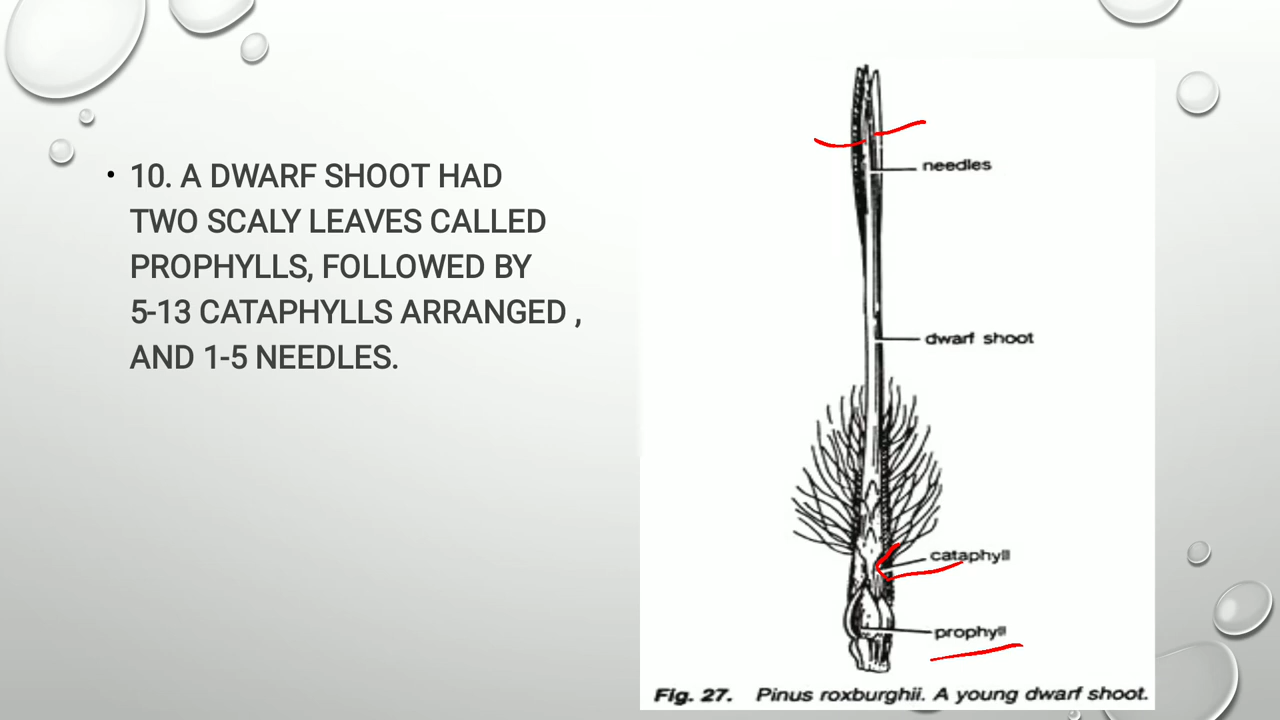 • 10. A DWARF SHOOT HAD
TWO SCALY LEAVES CALLED
PROPHYLLS, FOLLOWED BY
5-13 CATAPHYLLS ARRANGED ,
AND 1-5 NEEDLES.
needles
dwarf shoot
cataphyll
prophyll
Fig. 27. Pinus roxburghii. A young dwarf shoot.